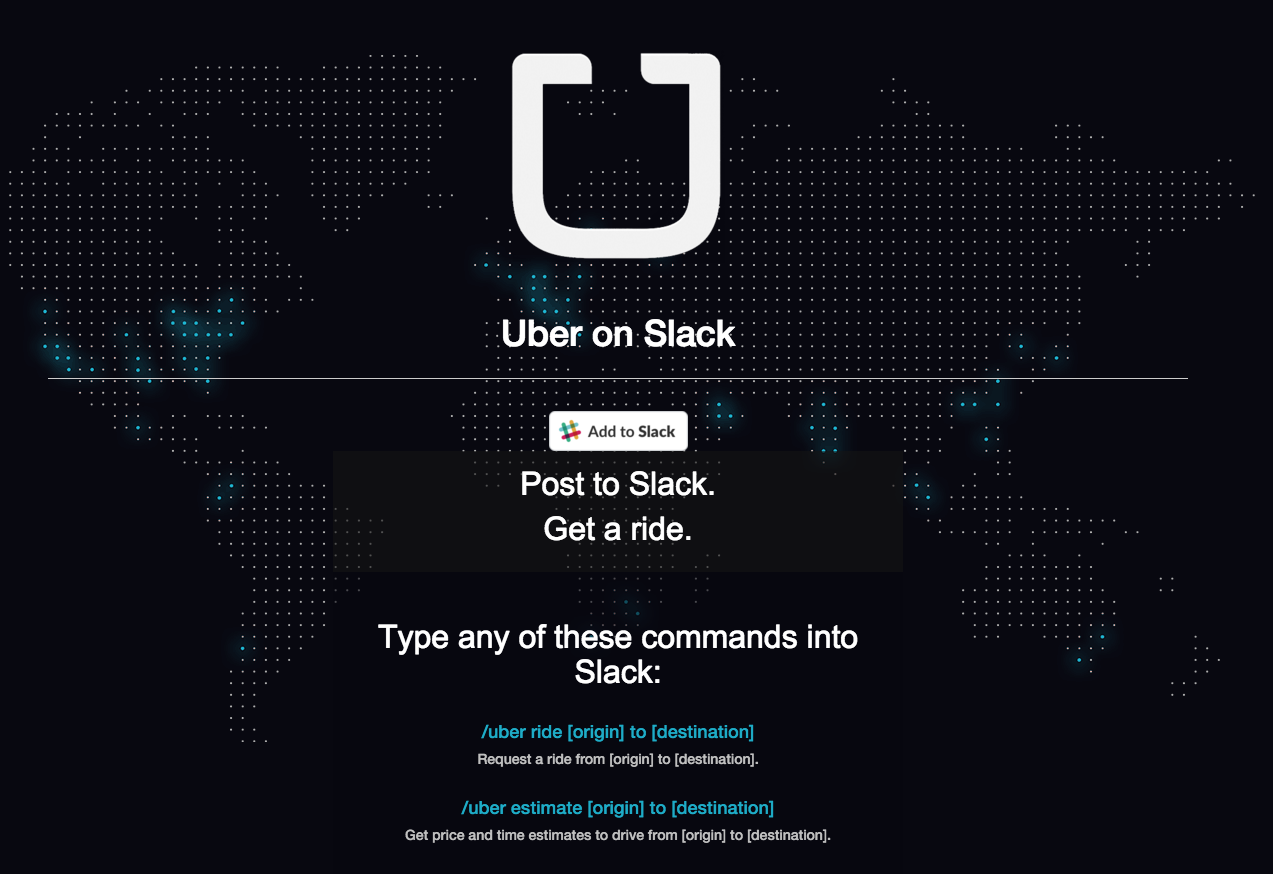 Uber on Slack
Add to Slack
Post to Slack.
Get a ride.
Type any of these commands into
Slack:
/uber ride [origin] to [destination]
Request a ride from [origin] to [destination].
/uber estimate [origin] to [destination]
Get price and time estimates to drive from [origin] to [destination].